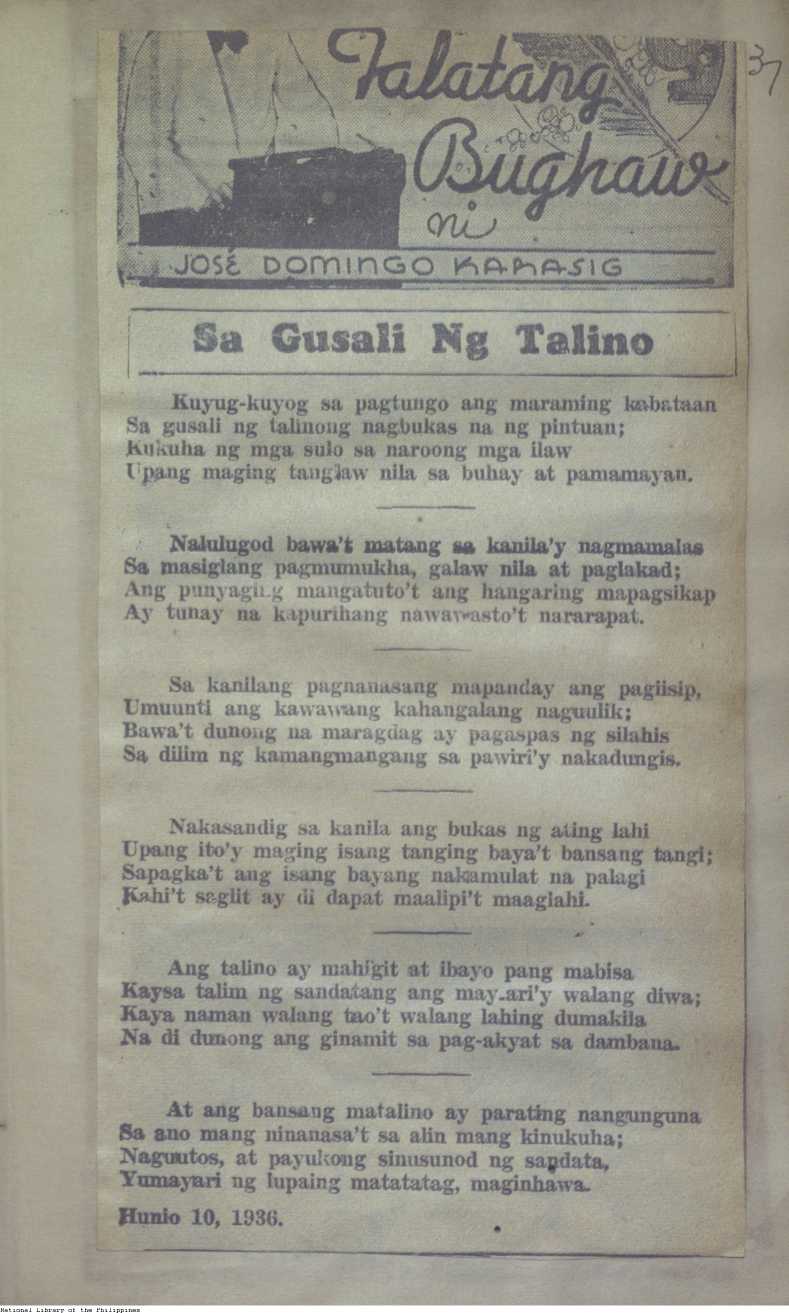 37
Talatang
Bughaw
ni
JOSÉ DOMINGO KARASIG
Sa Gusali Ng Talino
Kuyug-kuyog sa pagtungo ang maraming kabataan
Sa gusali ng talinong nagbukas na ng pintuan;
Kukuha ng mga sulo sa naroong mga ilaw
Upang maging tanglaw nila sa buhay at pamamayan.
Nalulugod bawa't matang sa kanila'y nagmamalas
Sa masiglang pagmumukha, galaw nila at paglakad;
Ang punyaging mangatuto't ang hangaring mapagsikap
Ay tunay na kapurihang nawawasto't nararapat.
Sa kanilang pagnanasang mapanday ang pagiisip,
Umuunti ang kawawang kahangalang naguulik;
Bawa't dunong na maragdag ay pagaspas ng silahis
Sa dilim ng kamangmangang sa pawiri'y nakadungis.
Nakasandig sa kanila ang bukas ng ating lahi
Upang ito'y maging isang tanging baya't bansang tangi;
Sapagka't ang isang bayang nakamulat na palagi
Kahi't saglit ay di dapat maalipi't maaglahi.
Ang talino ay mahigit at ibayo pang mabisa
Kaysa talim ng sandatang ang may-ari'y walang diwa;
Kaya naman walang tao't walang lahing dumakila
Na di dunong ang ginamit sa pag-akyat sa dambana.
At ang bansang matalino ay parating nangunguna
Sa ano mang ninanasa't sa alin mang kinukuha;
Naguutos, at payukong sinusunod ng sandata,
Yumayari ng lupaing matatatag, maginhawa.
Hunio 10, 1936.
National Library of the Philippines